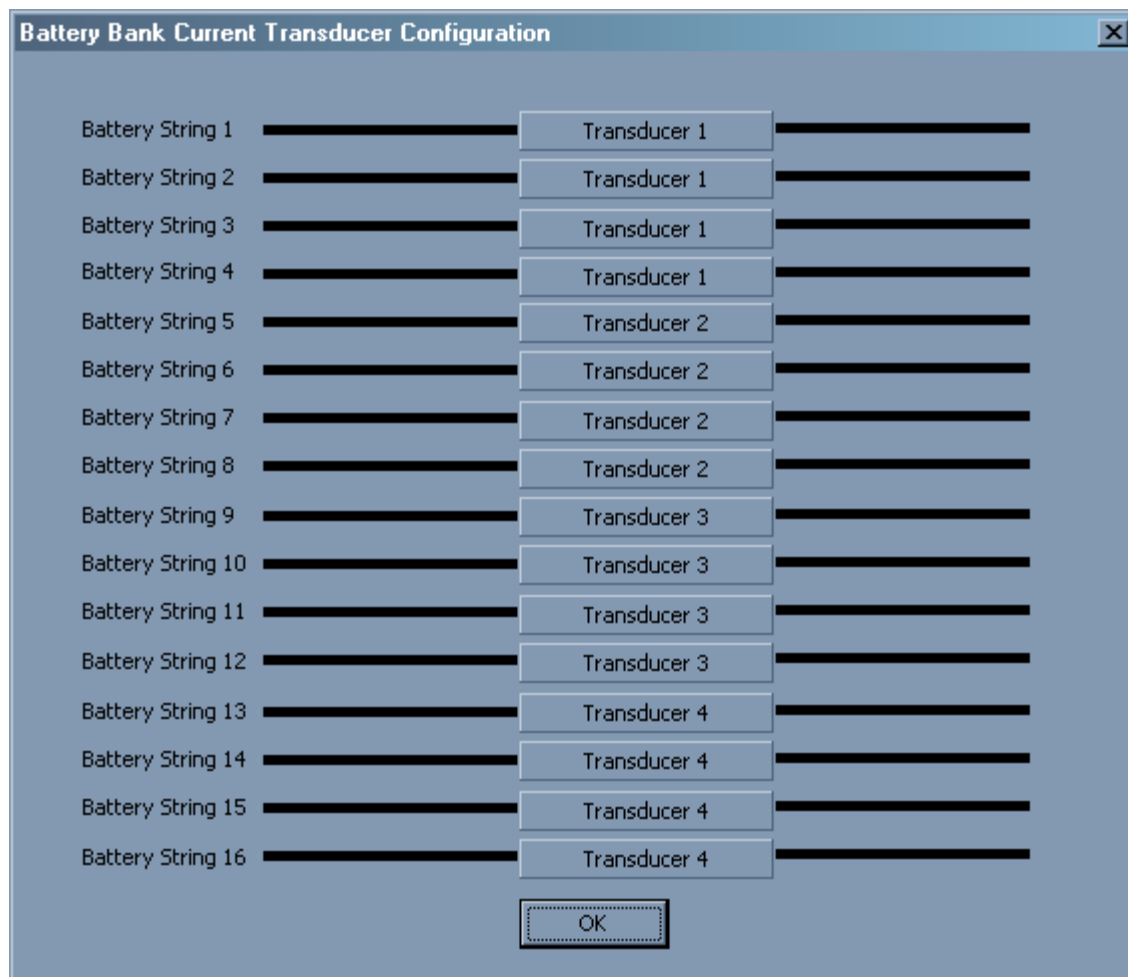 Battery Bank Current Transducer Configuration
Battery String 1 Transducer 1
Battery String 2 Transducer 1
Battery String 3 Transducer 1
Battery String 4 Transducer 1
Battery String 5 Transducer 2
Battery String 6 Transducer 2
Battery String 7 Transducer 2
Battery String 8 Transducer 2
Battery String 9 Transducer 3
Battery String 10 Transducer 3
Battery String 11 Transducer 3
Battery String 12 Transducer 3
Battery String 13 Transducer 4
Battery String 14 Transducer 4
Battery String 15 Transducer 4
Battery String 16 Transducer 4
OK